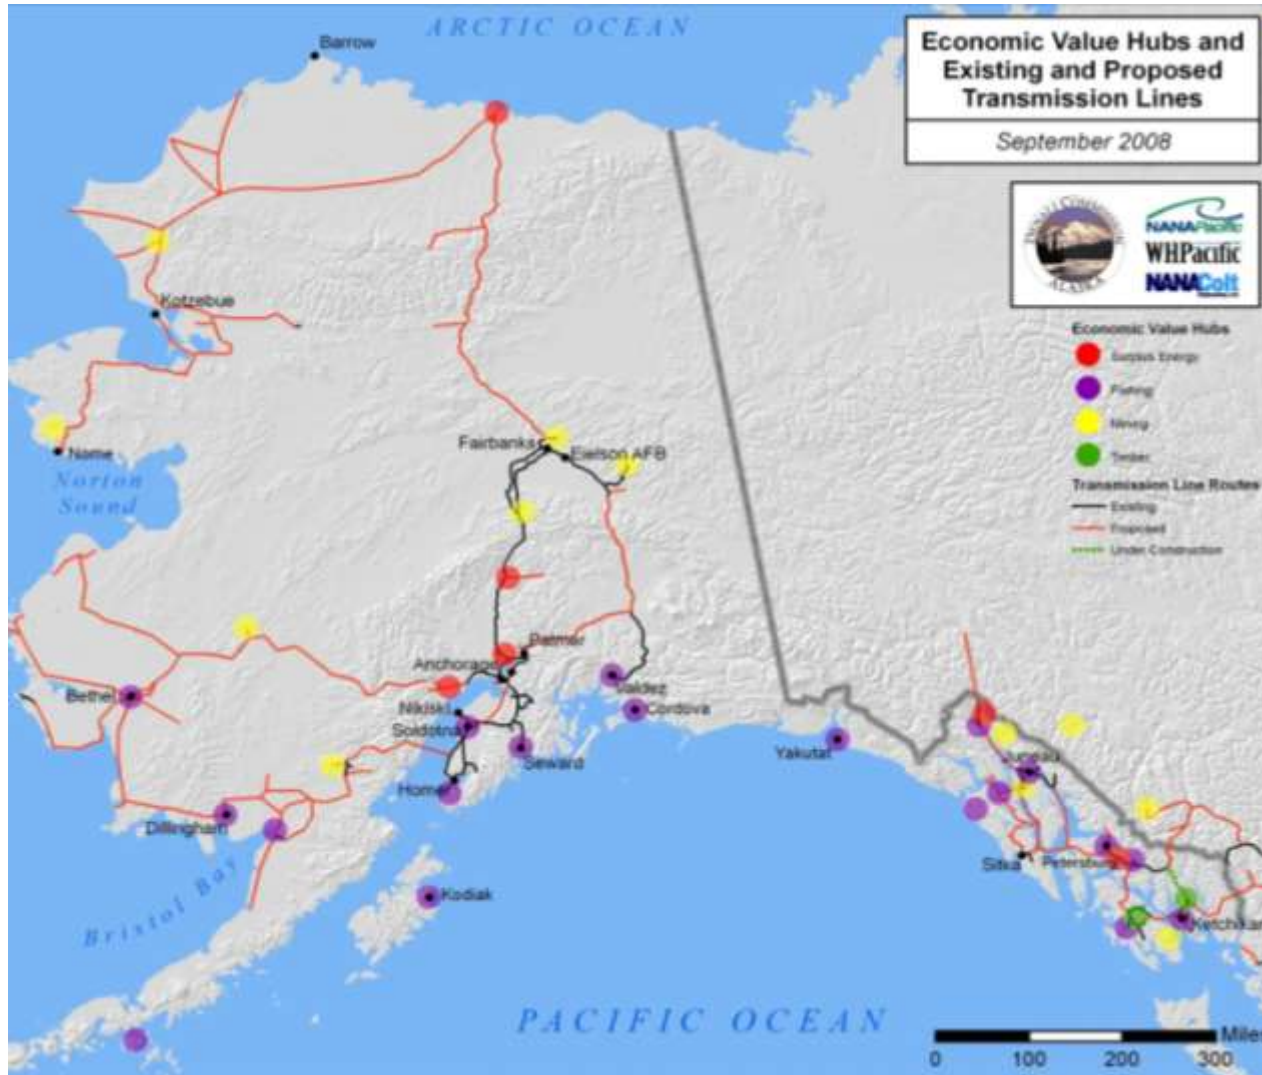 ARCTIC OCEAN
Barrow
Economic Value Hubs and
Existing and Proposed
Transmission Lines
September 2008
DENALI COMMISSION
ALASKA
NANAPacific
WHPacific
NANAColt
Economic Value Hubs
Surplus Energy
Fishing
Mining
Timber
Transmission Line Routes
Existing
Proposed
Under Construction
Kotzebue
Nome
Norton
Sound
Fairbanks
Eielson AFB
Palmer
Anchorage
Bethel
Nikiski
Soldotna
Valdez
Cordova
Seward
Homer
Yakutat
Juneau
Dillingham
Sitka
Petersburg
Kodiak
Ketchikan
Bristol Bay
PACIFIC OCEAN
Miles
0 100 200 300